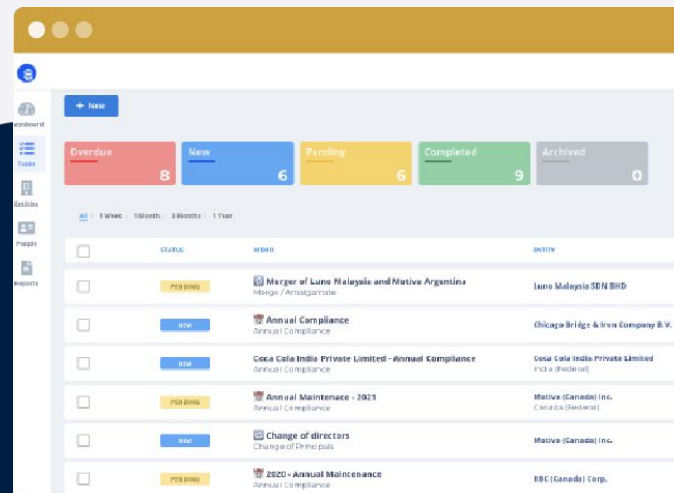 + New
Dashboard
Tasks
Entities
People
Reports
Overdue
8
New
6
Pending
6
Completed
9
Archived
0
All 1 Week 1 Month 3 Months 1 Year
STATUS MEMO ENTITY
PENDING Merger of Luno Malaysia and Motiva Argentina Luno Malaysia SDN BHD
Merge / Amalgamate
NEW Annual Compliance Chicago Bridge & Iron Company B.V.
Annual Compliance
NEW Coca Cola India Private Limited - Annual Compliance Coca Cola India Private Limited
Annual Compliance India (Federal)
PENDING Annual Maintenace - 2021 Motiva (Canada) Inc.
Annual Compliance Canada (Federal)
NEW Change of directors Motiva (Canada) Inc.
Change of Principals
PENDING 2020 - Annual Maintenance RBC (Canada) Corp.
Annual Compliance